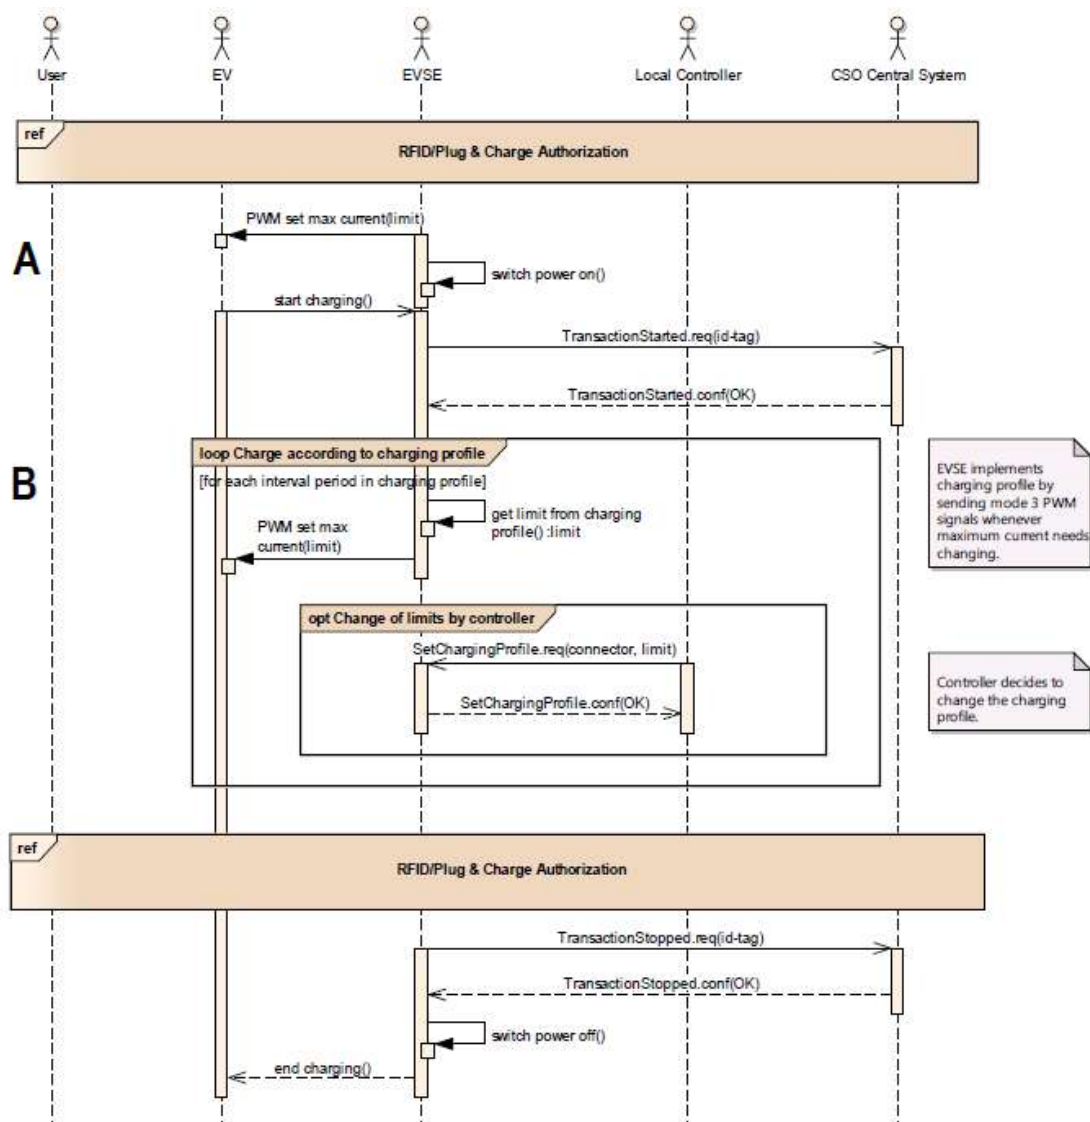 User
EV
EVSE
Local Controller
CSO Central System
ref
RFID/Plug & Charge Authorization
PWM set max current(limit)
A
switch power on()
start charging()
TransactionStarted.req(id-tag)
TransactionStarted.conf(OK)
loop Charge according to charging profile
B
[for each interval period in charging profile]
EVSE implements
charging profile by
sending mode 3 PWM
signals whenever
maximum current needs
changing.
get limit from charging
profile() :limit
PWM set max
current(limit)
opt Change of limits by controller
SetChargingProfile.req(connector, limit)
SetChargingProfile.conf(OK)
Controller decides to
change the charging
profile.
ref
RFID/Plug & Charge Authorization
TransactionStopped.req(id-tag)
TransactionStopped.conf(OK)
switch power off()
end charging()